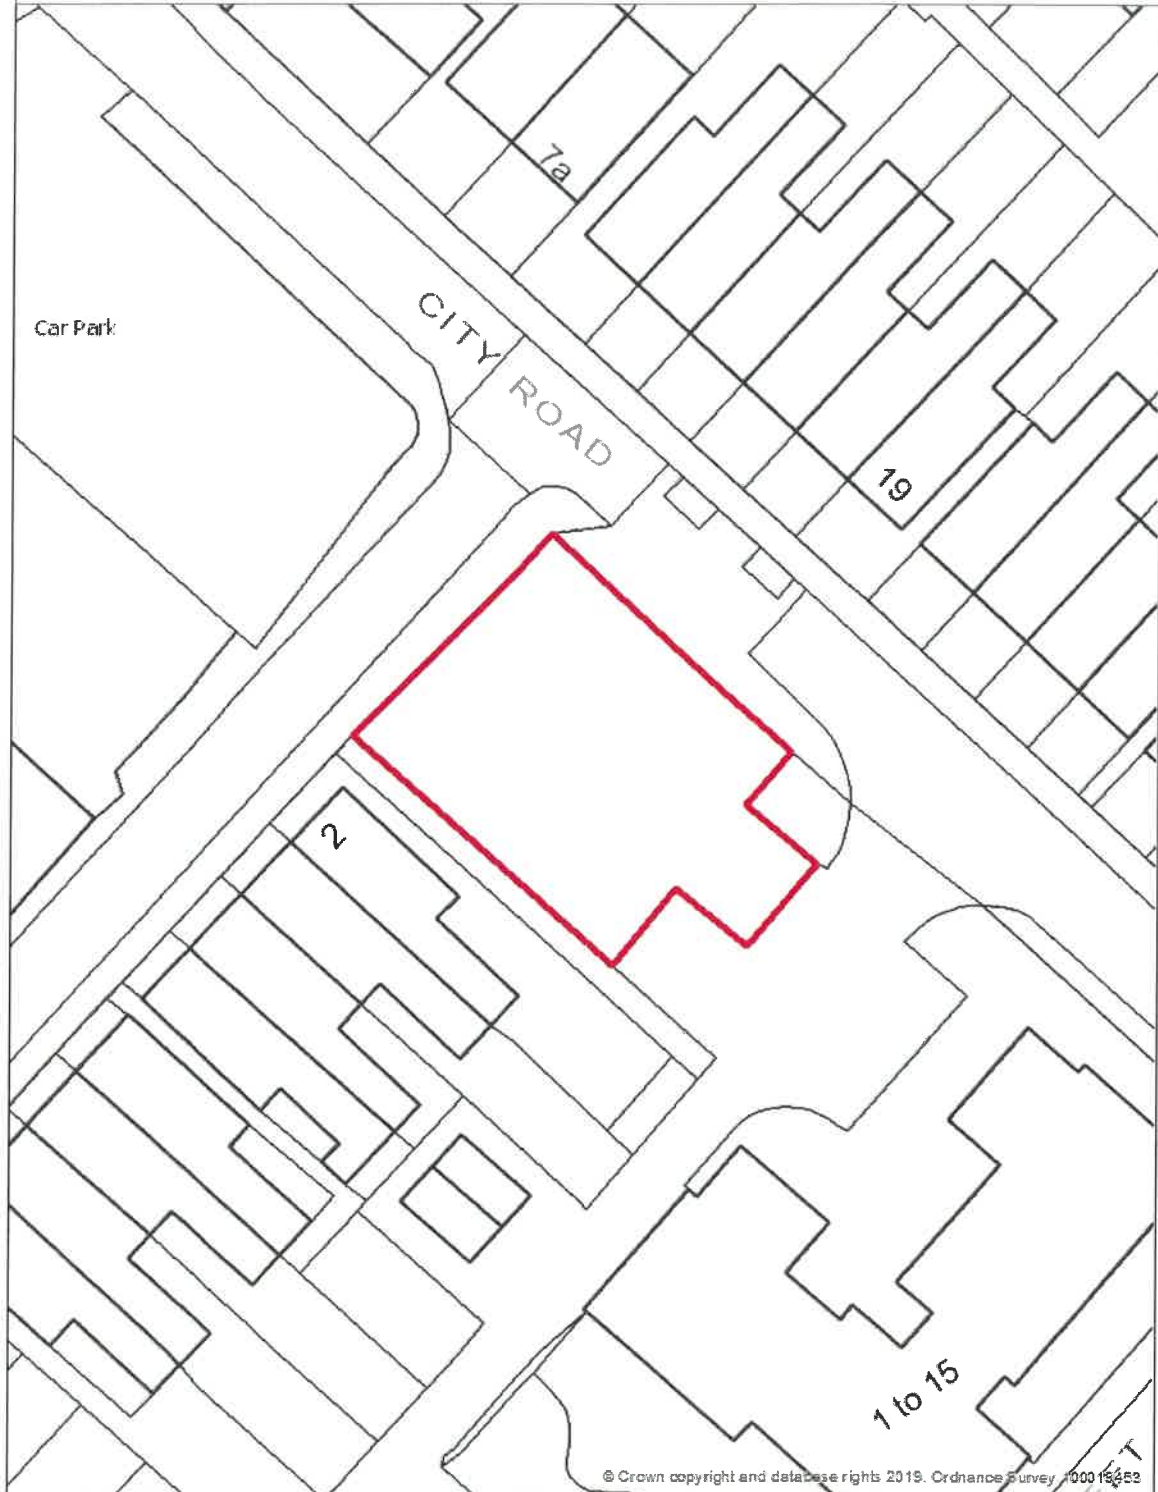 7a
CITY ROAD
Car Park
19
2
1 to 15
© Crown copyright and database rights 2019. Ordnance Survey